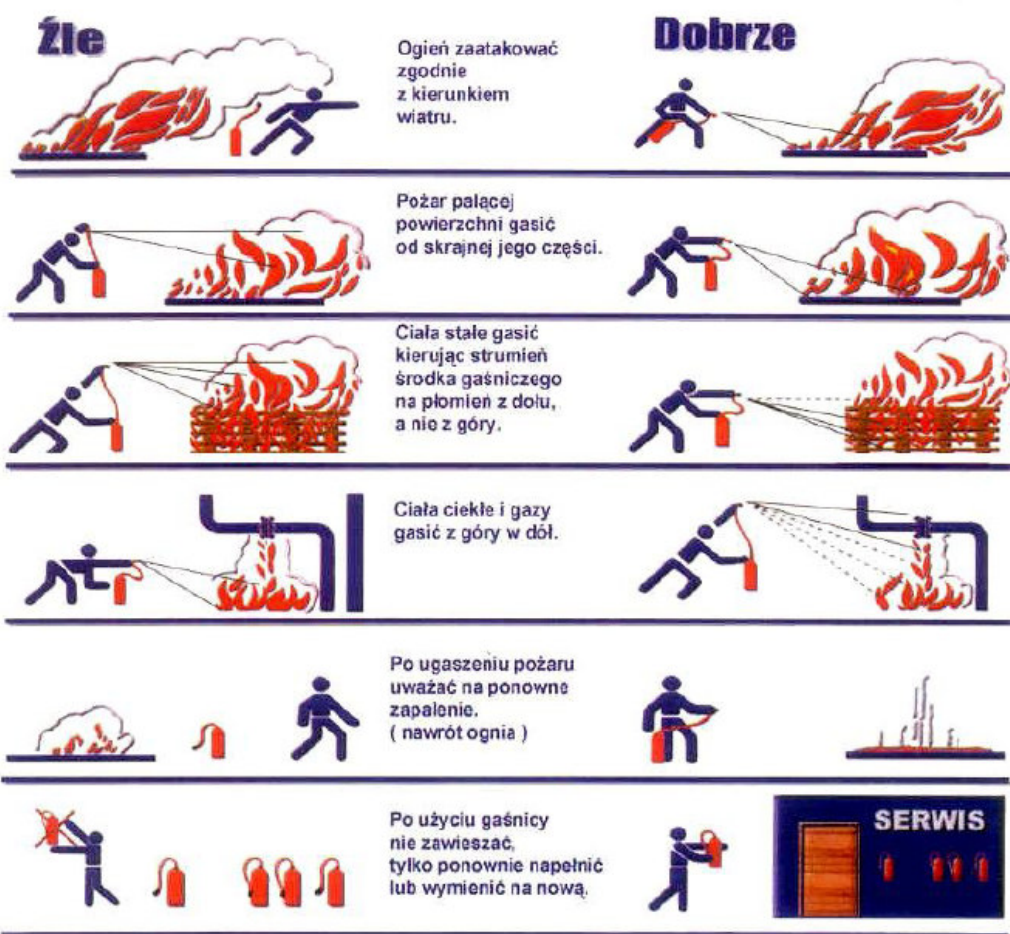 Źle
Dobrze
Ogień zaatakować
zgodnie
z kierunkiem
wiatru.
Pożar palącej
powierzchni gasić
od skrajnej jego części.
Ciała stałe gasić
kierując strumień
środka gaśniczego
na płomień z dołu,
a nie z góry.
Ciała ciekłe i gazy
gasić z góry w dół.
Po ugaszeniu pożaru
uważać na ponowne
zapalenie.
( nawrót ognia )
Po użyciu gaśnicy
nie zawieszać,
tylko ponownie napełnić
lub wymienić na nową.
SERWIS